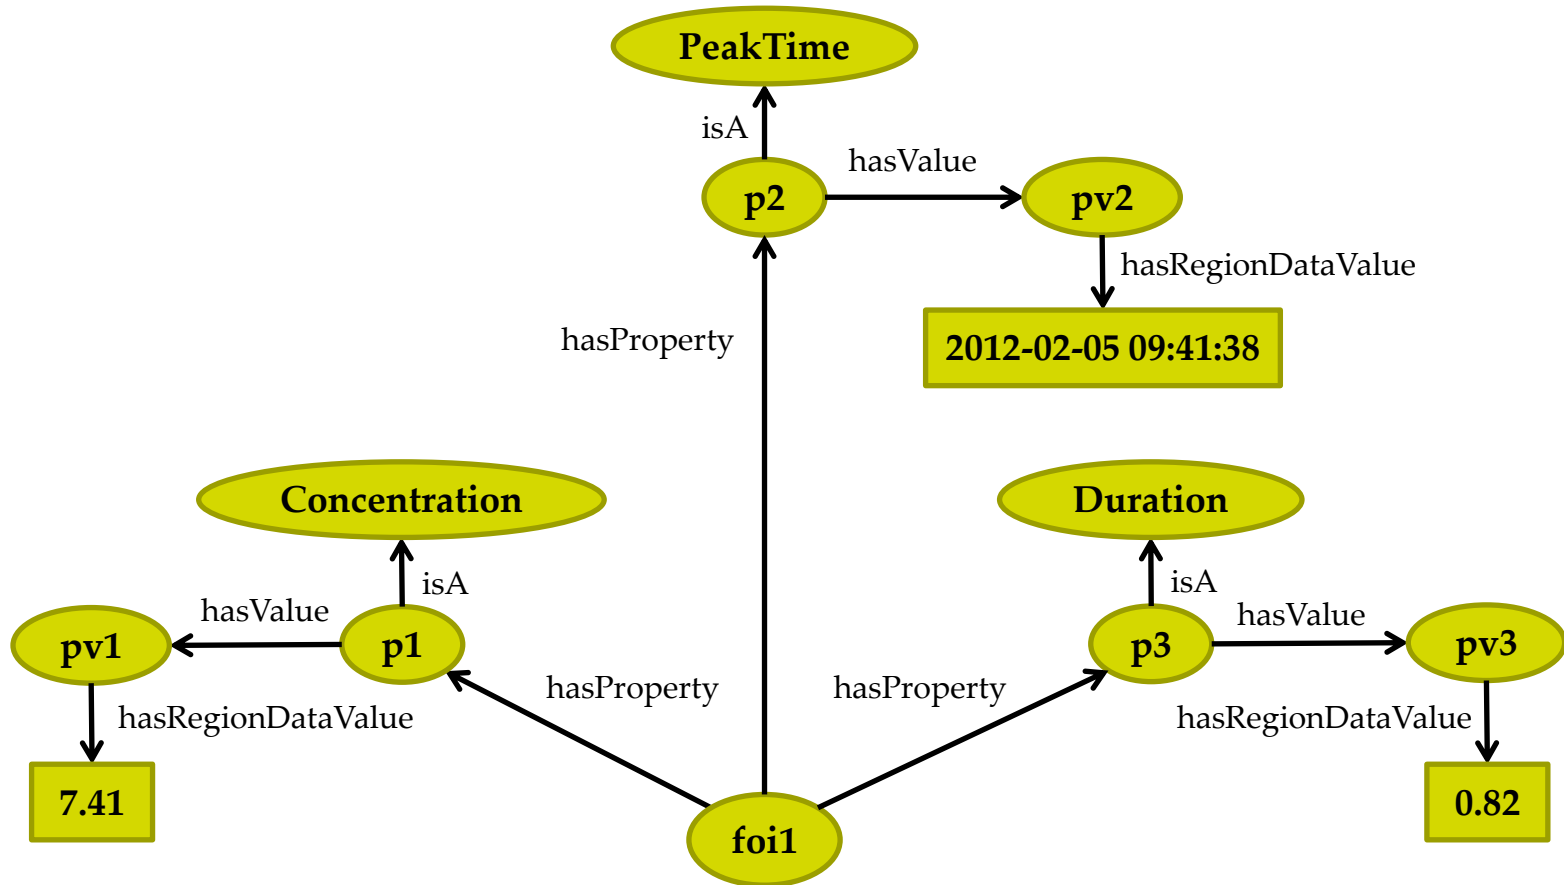 PeakTime
isA
hasValue
p2
pv2
hasRegionDataValue
hasProperty
2012-02-05 09:41:38
Concentration
Duration
isA
isA
hasValue
hasValue
pv1
p1
p3
pv3
hasProperty
hasProperty
hasRegionDataValue
hasRegionDataValue
7.41
0.82
foi1